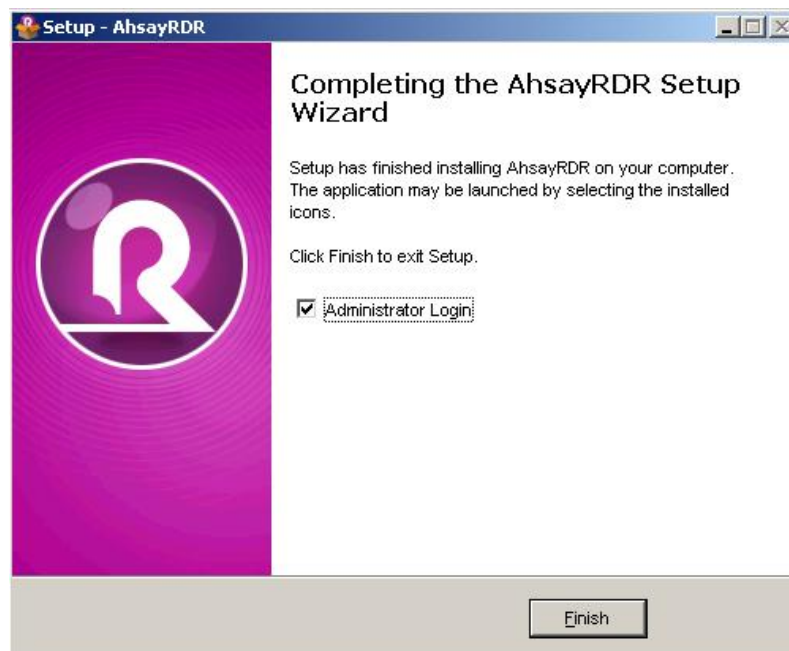 Setup - AhsayRDR
Completing the AhsayRDR Setup
Wizard
Setup has finished installing AhsayRDR on your computer.
The application may be launched by selecting the installed
icons.
Click Finish to exit Setup.
Administrator Login
Finish